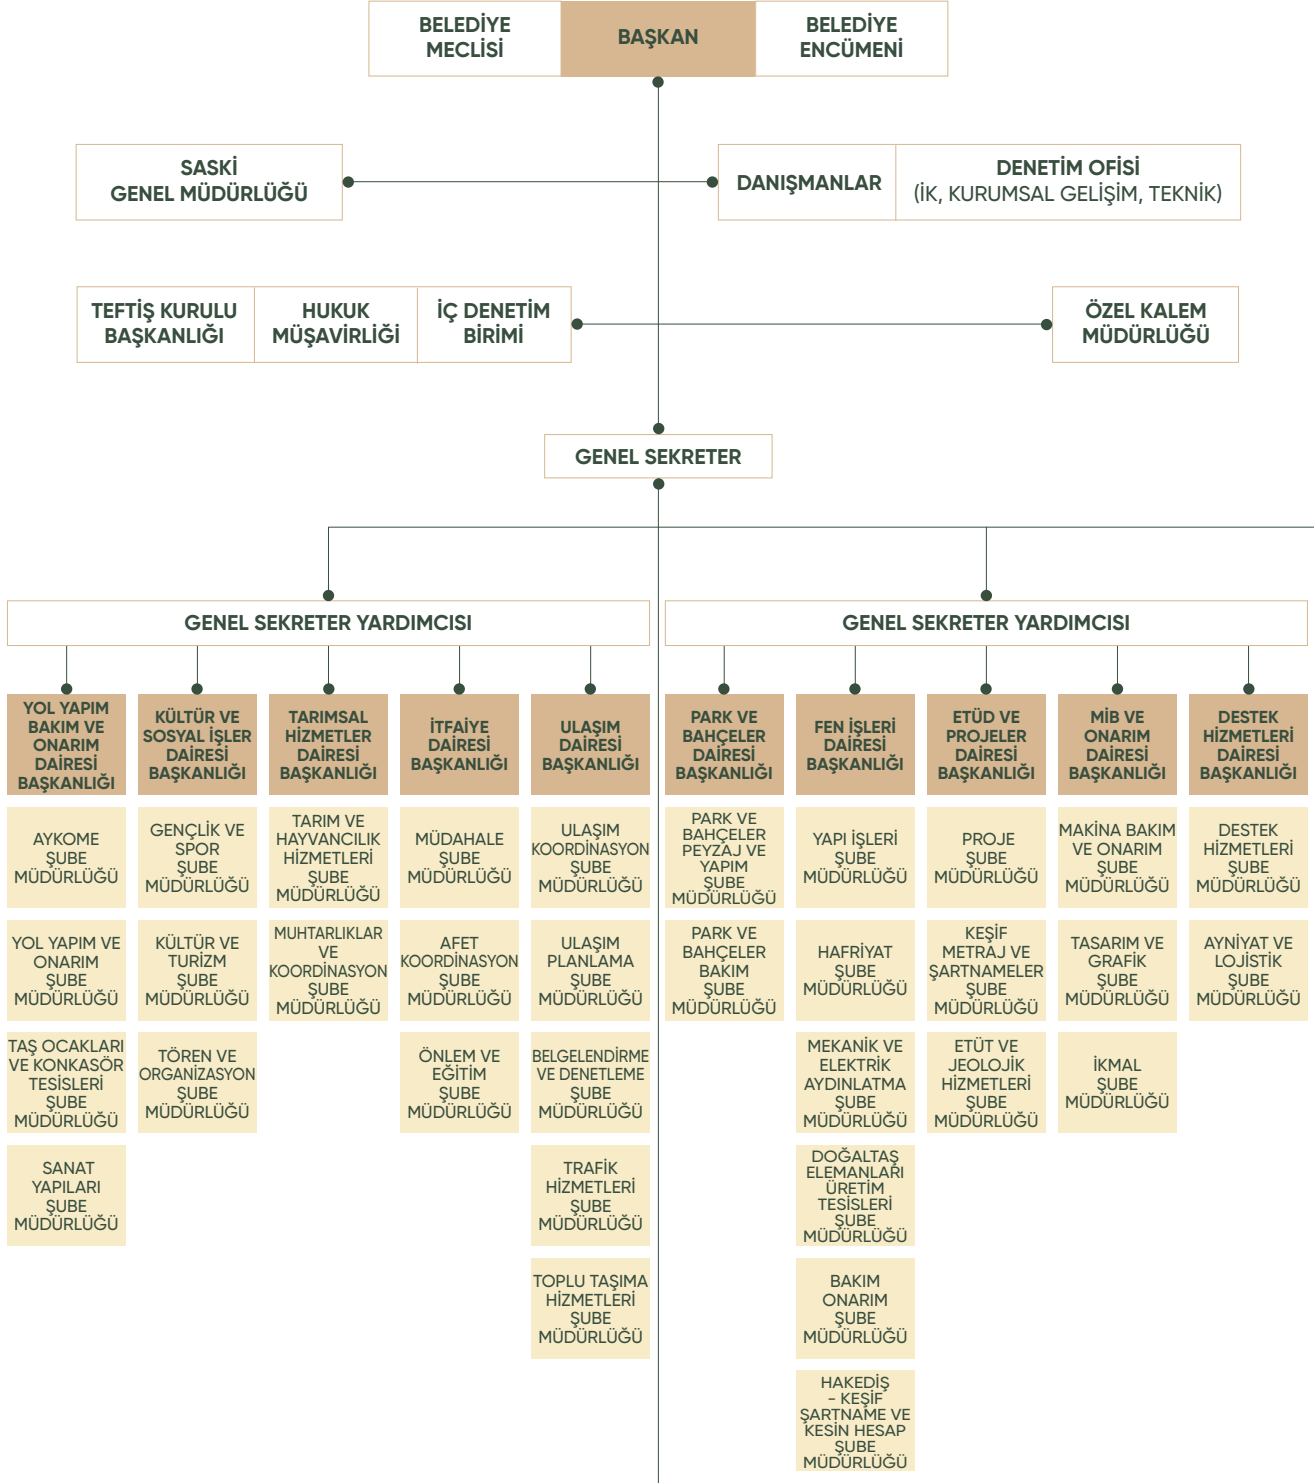 BELEDİYE
MECLİSİ
BAŞKAN
BELEDİYE
ENCÜMENİ
SASKİ
GENEL MÜDÜRLÜĞÜ
DANIŞMANLAR
DENETİM OFİSİ
(İK, KURUMSAL GELİŞİM, TEKNİK)
TEFTİŞ KURULU
BAŞKANLIĞI
HUKUK
MÜŞAVİRLİĞİ
İÇ DENETİM
BİRİMİ
ÖZEL KALEM
MÜDÜRLÜĞÜ
GENEL SEKRETER
GENEL SEKRETER YARDIMCISI
YOL YAPIM
BAKIM VE
ONARIM
DAİRESİ
BAŞKANLIĞI
AYKOME
ŞUBE
MÜDÜRLÜĞÜ
YOL YAPIM VE
ONARIM
ŞUBE
MÜDÜRLÜĞÜ
TAŞ OCAKLARI
VE KONKASÖR
TESİSLERİ
ŞUBE
MÜDÜRLÜĞÜ
SANAT
YAPILARI
ŞUBE
MÜDÜRLÜĞÜ
KÜLTÜR VE
SOSYAL İŞLER
DAİRESİ
BAŞKANLIĞI
GENÇLİK VE
SPOR
ŞUBE
MÜDÜRLÜĞÜ
KÜLTÜR VE
TURİZM
ŞUBE
MÜDÜRLÜĞÜ
TÖREN VE
ORGANİZASYON
ŞUBE
MÜDÜRLÜĞÜ
TARIMSAL
HİZMETLER
DAİRESİ
BAŞKANLIĞI
TARIM VE
HAYVANCILIK
HİZMETLERİ
ŞUBE
MÜDÜRLÜĞÜ
MUHTARLIKLAR
VE
KOORDİNASYON
ŞUBE
MÜDÜRLÜĞÜ
İTFAİYE
DAİRESİ
BAŞKANLIĞI
MÜDAHALE
ŞUBE
MÜDÜRLÜĞÜ
AFET
KOORDİNASYON
ŞUBE
MÜDÜRLÜĞÜ
ÖNLEM VE
EĞİTİM
ŞUBE
MÜDÜRLÜĞÜ
ULAŞIM
DAİRESİ
BAŞKANLIĞI
ULAŞIM
KOORDİNASYON
ŞUBE
MÜDÜRLÜĞÜ
ULAŞIM
PLANLAMA
ŞUBE
MÜDÜRLÜĞÜ
BELGELENDİRME
VE DENETLEME
ŞUBE
MÜDÜRLÜĞÜ
TRAFİK
HİZMETLERİ
ŞUBE
MÜDÜRLÜĞÜ
TOPLU TAŞIMA
HİZMETLERİ
ŞUBE
MÜDÜRLÜĞÜ
GENEL SEKRETER YARDIMCISI
PARK VE
BAHÇELER
DAİRESİ
BAŞKANLIĞI
PARK VE
BAHÇELER
PEYZAJ VE
YAPIM
ŞUBE
MÜDÜRLÜĞÜ
PARK VE
BAHÇELER
BAKIM
ŞUBE
MÜDÜRLÜĞÜ
FEN İŞLERİ
DAİRESİ
BAŞKANLIĞI
YAPI İŞLERİ
ŞUBE
MÜDÜRLÜĞÜ
HAFRİYAT
ŞUBE
MÜDÜRLÜĞÜ
MEKANİK VE
ELEKTRİK
AYDINLATMA
ŞUBE
MÜDÜRLÜĞÜ
DOĞALTAŞ
ELEMANLARI
ÜRETİM
TESİSLERİ
ŞUBE
MÜDÜRLÜĞÜ
BAKIM
ONARIM
ŞUBE
MÜDÜRLÜĞÜ
HAKEDİŞ
- KEŞİF
ŞARTNAME VE
KESİN HESAP
ŞUBE
MÜDÜRLÜĞÜ
ETÜD VE
PROJELER
DAİRESİ
BAŞKANLIĞI
PROJE
ŞUBE
MÜDÜRLÜĞÜ
KEŞİF
METRAJ VE
ŞARTNAMELER
ŞUBE
MÜDÜRLÜĞÜ
ETÜT VE
JEOLOJİK
HİZMETLERİ
ŞUBE
MÜDÜRLÜĞÜ
MİB VE
ONARIM
DAİRESİ
BAŞKANLIĞI
MAKİNA BAKIM
VE ONARIM
ŞUBE
MÜDÜRLÜĞÜ
TASARIM VE
GRAFİK
ŞUBE
MÜDÜRLÜĞÜ
İKMAL
ŞUBE
MÜDÜRLÜĞÜ
DESTEK
HİZMETLERİ
DAİRESİ
BAŞKANLIĞI
DESTEK
HİZMETLERİ
ŞUBE
MÜDÜRLÜĞÜ
AYNİYAT VE
LOJİSTİK
ŞUBE
MÜDÜRLÜĞÜ